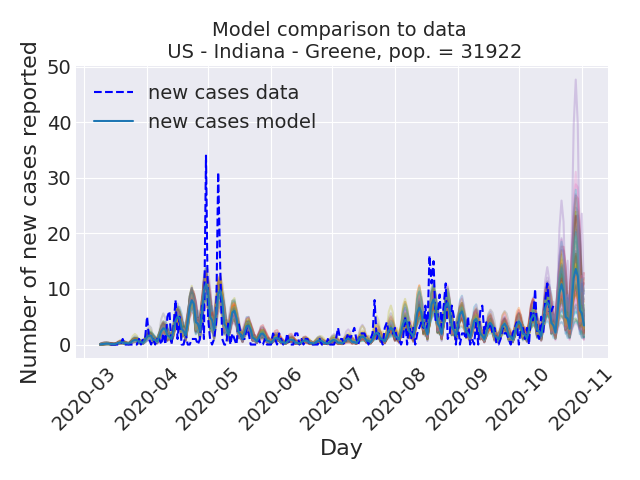 Model comparison to data
US - Indiana - Greene, pop. = 31922
Number of new cases reported
50
40
30
20
10
0
new cases data
new cases model
2020-03
2020-04
2020-05
2020-06
2020-07
2020-08
2020-09
2020-10
2020-11
Day